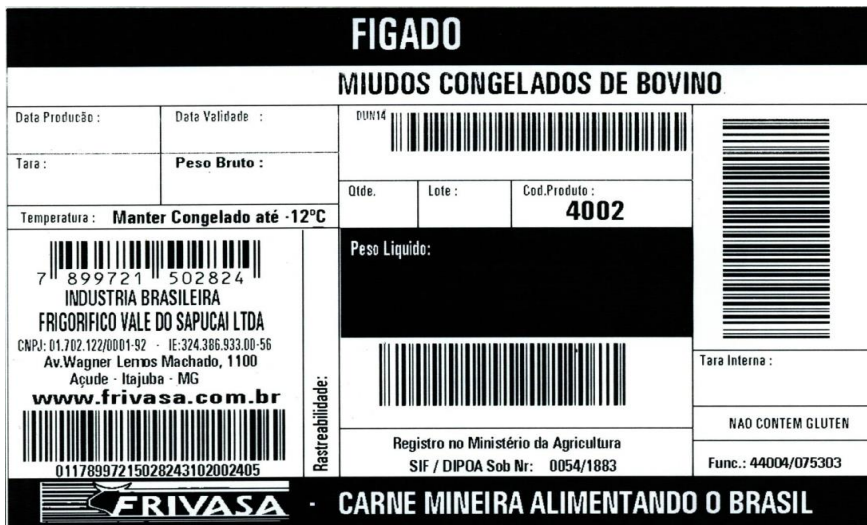 FIGADO
MIUDOS CONGELADOS DE BOVINO
Data Producão :
Data Validade :
Tara :
Peso Bruto :
Temperatura : Manter Congelado até -12ºC
DUN14
Qtde.
Lote :
Cod.Produto :
4002
Peso Liquido:
7 899721 502824
INDUSTRIA BRASILEIRA
FRIGORIFICO VALE DO SAPUCAI LTDA
CNPJ: 01.702.122/0001-92 - IE:324.386.933.00-56
Av.Wagner Lemos Machado, 1100
Açude - Itajuba - MG
www.frivasa.com.br
01178997215028243102002405
Rastreabilidade:
Registro no Ministério da Agricultura
SIF / DIPOA Sob Nr: 0054/1883
Tara Interna :
NAO CONTEM GLUTEN
Func.: 44004/075303
FRIVASA - CARNE MINEIRA ALIMENTANDO O BRASIL